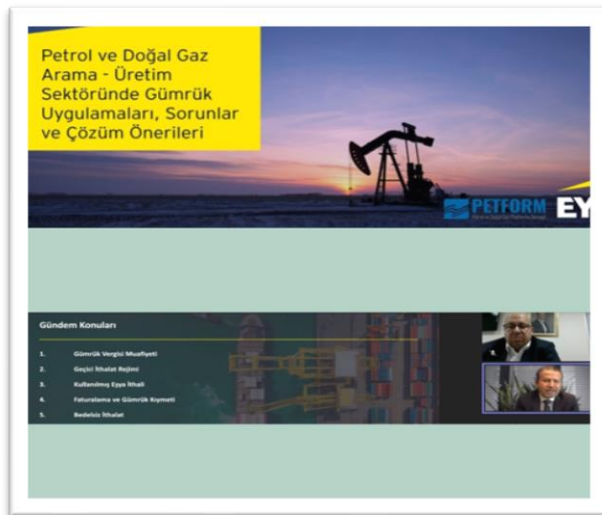 Petrol ve Doğal Gaz
Arama - Üretim
Sektöründe Gümrük
Uygulamaları, Sorunlar
ve Çözüm Önerileri
PETFORM
EY
Gündem Konuları
1. Gümrük Vergisi Muafiyeti
2. Geçici İthalat Rejimi
3. Kullanılmış Eşya İthali
4. Faturalama ve Gümrük Kıymeti
5. Bedelsiz İthalat